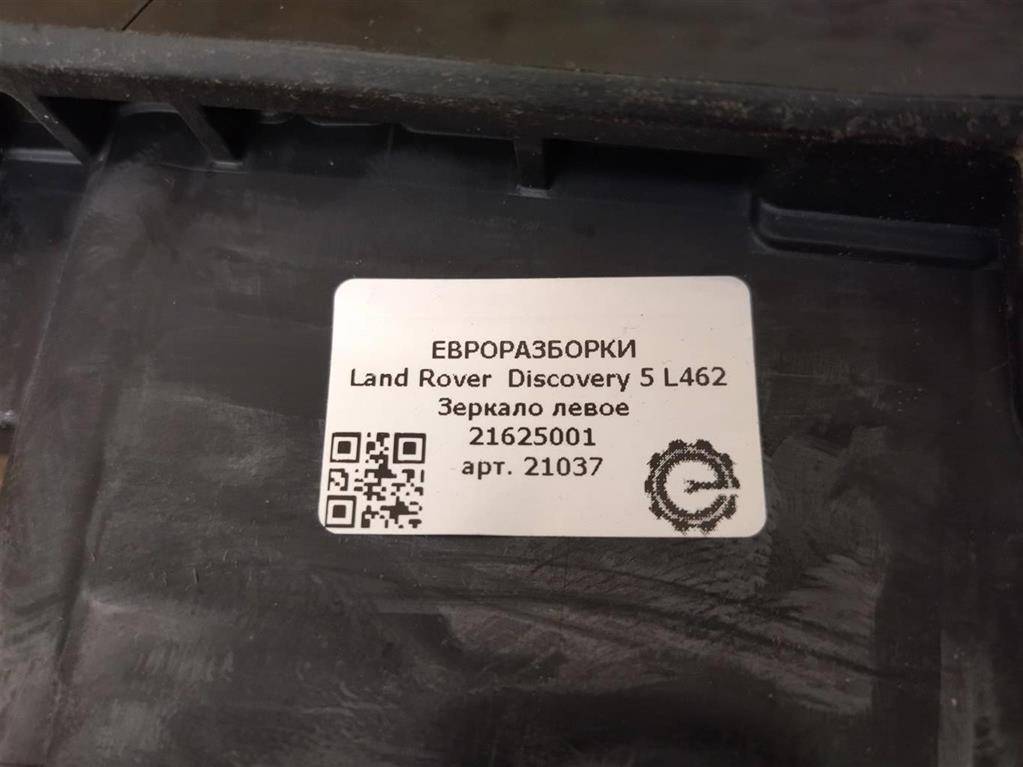 ЕВРОРАЗБОРКИ
Land Rover Discovery 5 L462
Зеркало левое
21625001
арт. 21037